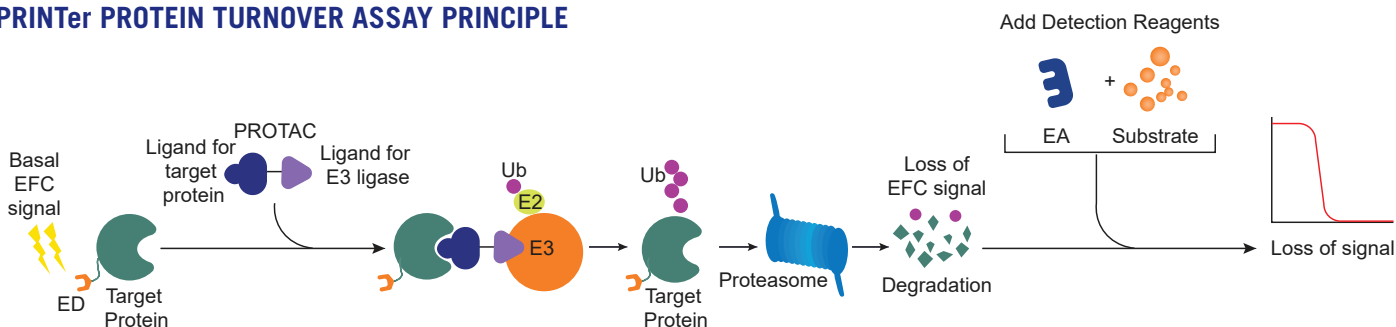 PRINTer PROTEIN TURNOVER ASSAY PRINCIPLE
Basal
EFC
signal
ED
Target
Protein
PROTAC
Ligand for
target
protein
Ligand for
E3 ligase
Ub
E2
E3
Ub
Target
Protein
Proteasome
Loss of
EFC signal
Degradation
Add Detection Reagents
+
EA
Substrate
Loss of signal